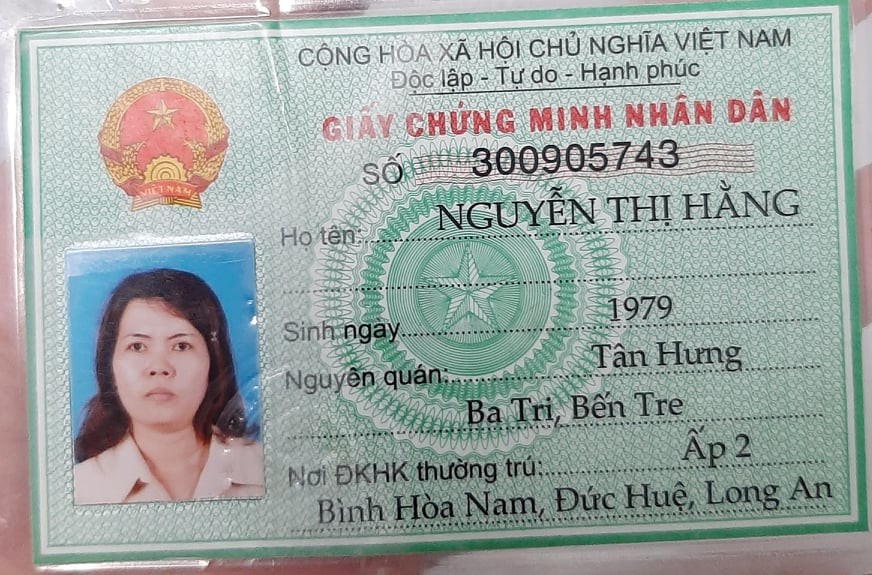 CỘNG HÒA XÃ HỘI CHỦ NGHĨA VIỆT NAM
Độc lập - Tự do - Hạnh phúc
GIẤY CHỨNG MINH NHÂN DÂN
SỐ 300905743
VIỆT NAM
Họ tên: NGUYỄN THỊ HẰNG
Sinh ngày 1979
Nguyên quán: Tân Hưng
Ba Tri, Bến Tre
Nơi ĐKHK thường trú: Ấp 2
Bình Hòa Nam, Đức Huệ, Long An